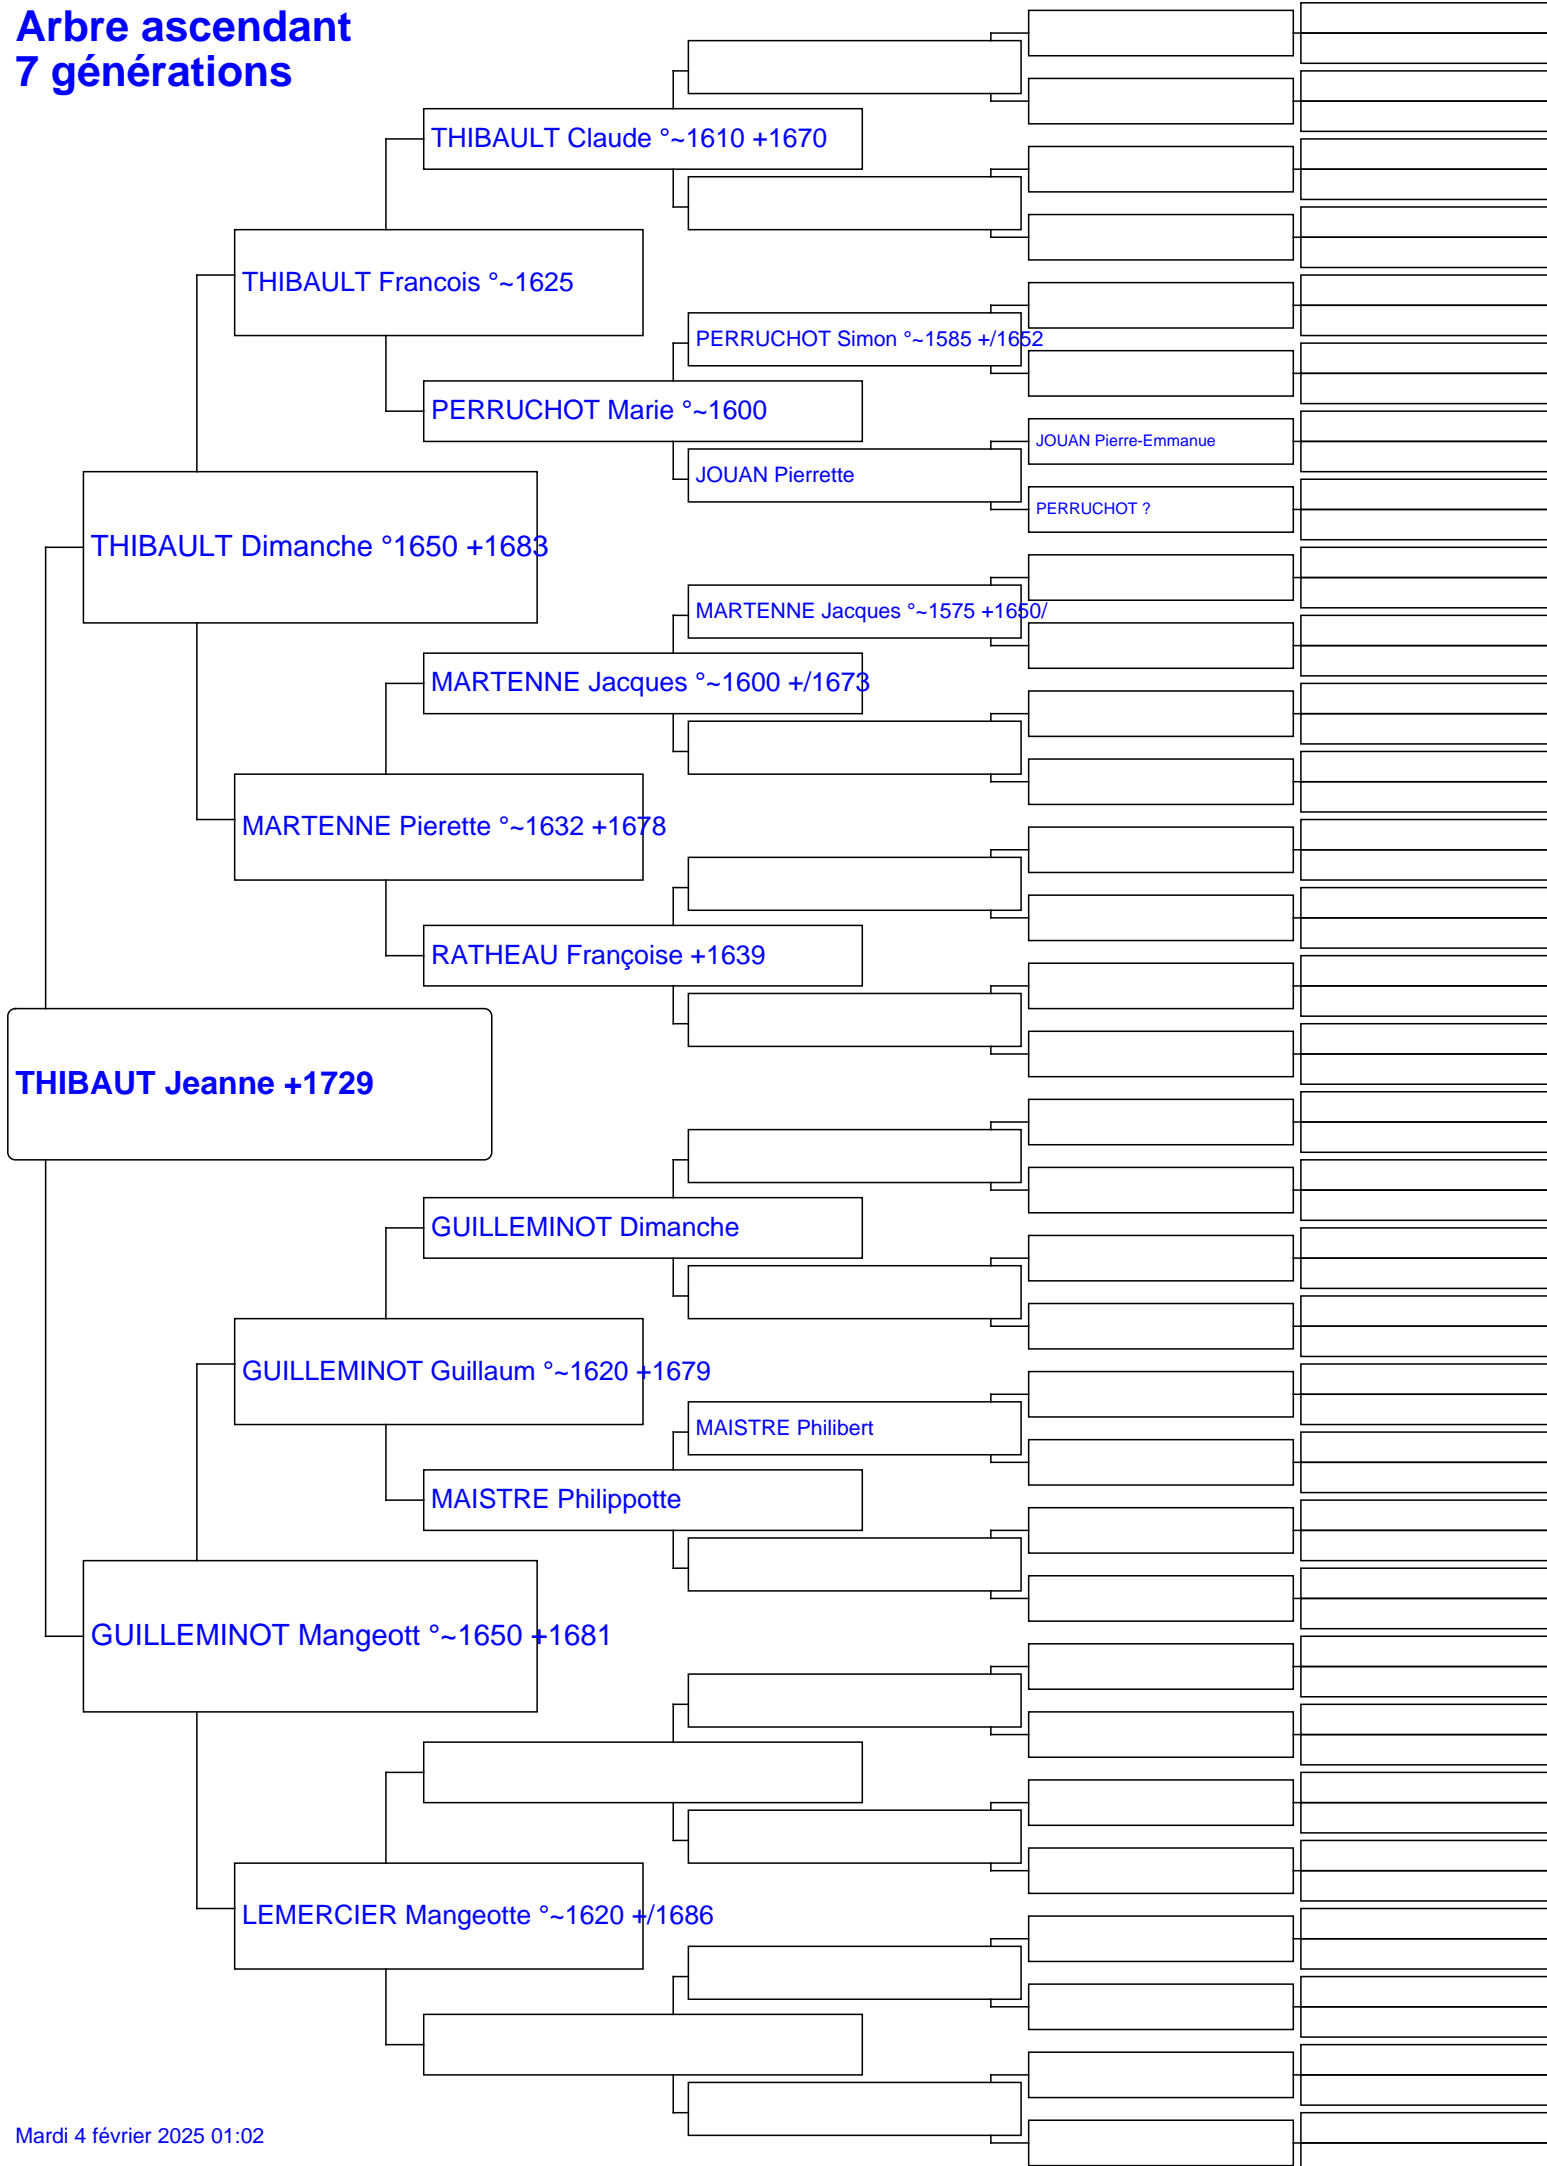 Arbre ascendant
7 générations
THIBAULT Claude °~1610 +1670
THIBAULT Francois °~1625
PERRUCHOT Simon °~1585 +/1652
PERRUCHOT Marie °~1600
JOUAN Pierre-Emmanue
JOUAN Pierrette
PERRUCHOT ?
THIBAULT Dimanche °1650 +1683
MARTENNE Jacques °~1575 +1650/
MARTENNE Jacques °~1600 +/1673
MARTENNE Pierette °~1632 +1678
RATHEAU Françoise +1639
THIBAUT Jeanne +1729
GUILLEMINOT Dimanche
GUILLEMINOT Guillaum °~1620 +1679
MAISTRE Philibert
MAISTRE Philippotte
GUILLEMINOT Mangeott °~1650 +1681
LEMERCIER Mangeotte °~1620 +/1686
Mardi 4 février 2025 01:02